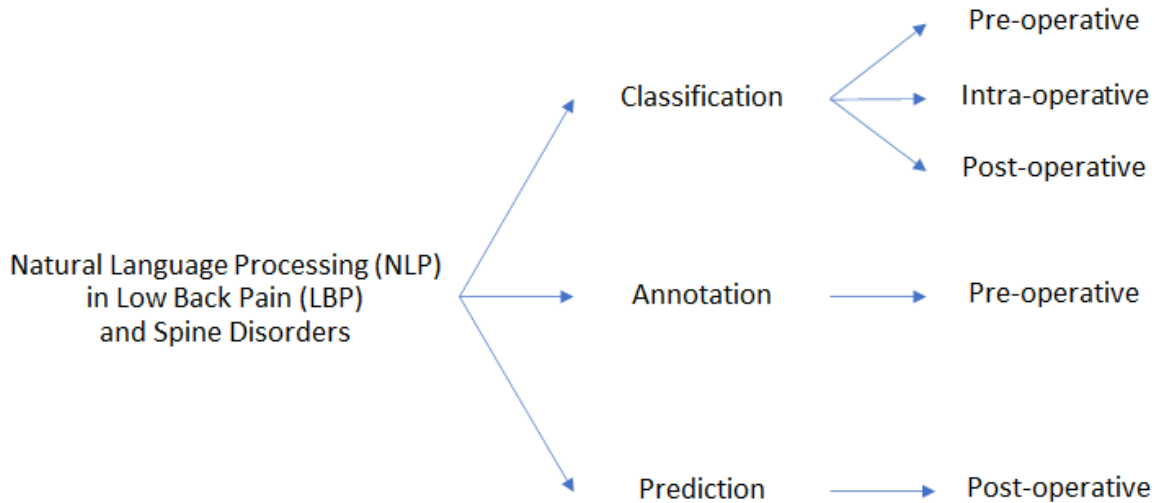 Pre-operative
Classification
Intra-operative
Post-operative
Natural Language Processing (NLP)
in Low Back Pain (LBP)
and Spine Disorders
Annotation
Pre-operative
Prediction
Post-operative